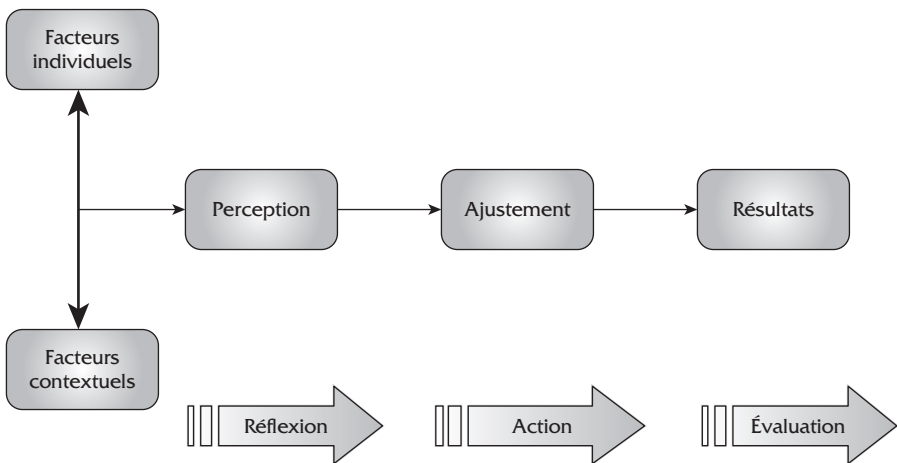 Facteurs
individuels
Perception
Ajustement
Résultats
Facteurs
contextuels
Réflexion
Action
Évaluation